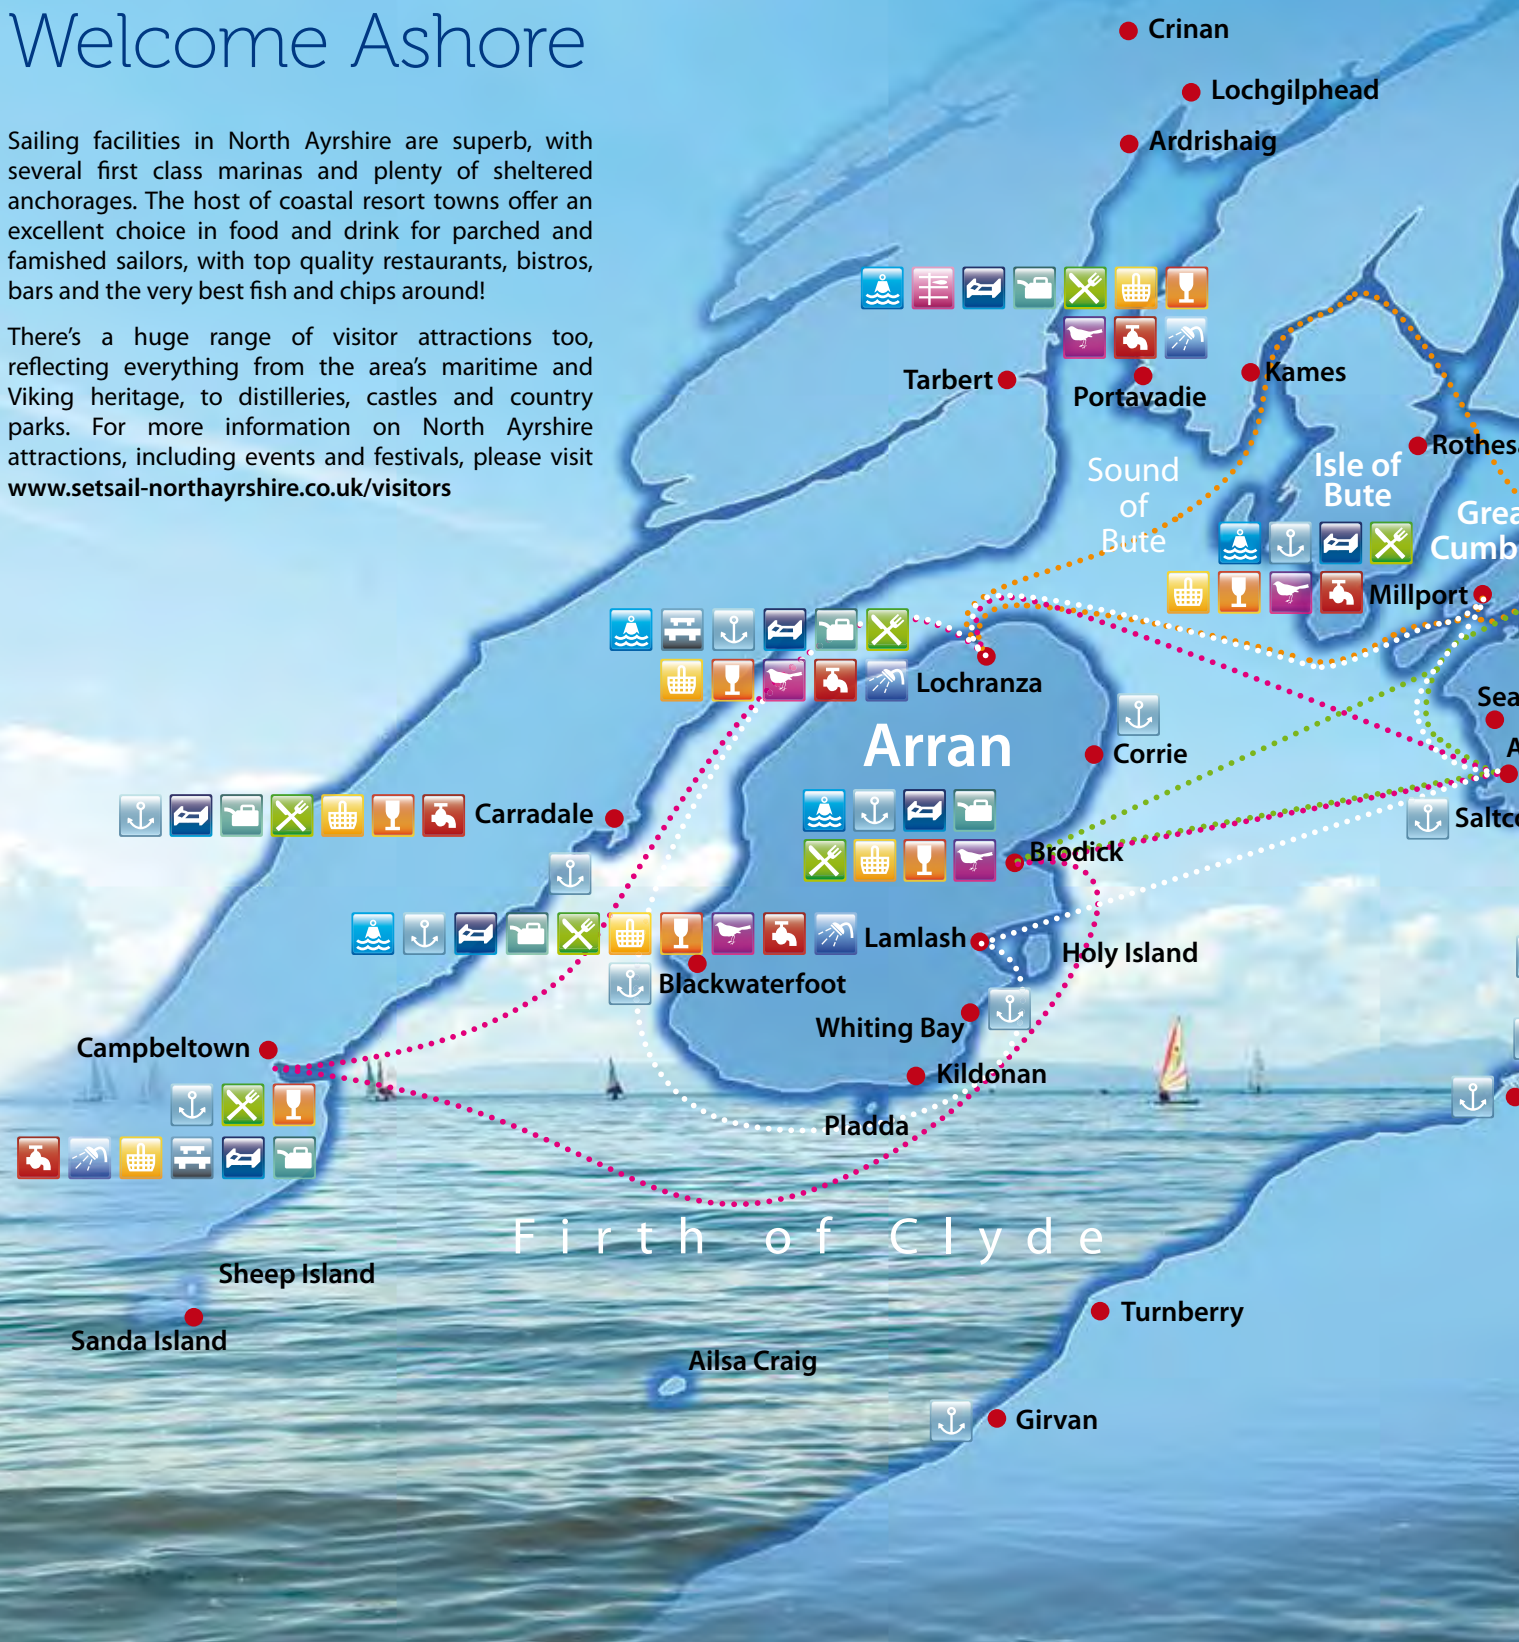 Welcome Ashore
Sailing facilities in North Ayrshire are superb, with
several first class marinas and plenty of sheltered
anchorages. The host of coastal resort towns offer an
excellent choice in food and drink for parched and
famished sailors, with top quality restaurants, bistros,
bars and the very best fish and chips around!
There's a huge range of visitor attractions too,
reflecting everything from the area's maritime and
Viking heritage, to distilleries, castles and country
parks. For more information on North Ayrshire
attractions, including events and festivals, please visit
www.setsail-northayrshire.co.uk/visitors
Crinan
Lochgilphead
Ardrishaig
Tarbert
Portavadie
Kames
Rothes
Sound
of
Bute
Isle of
Bute
Grea
Cumb
Millport
Lochranza
Sea
Arran
Corrie
A
Carradale
Saltco
Brodick
Lamlash
Holy Island
Blackwaterfoot
Whiting Bay
Campbeltown
Kildonan
Pladda
Firth of Clyde
Sheep Island
Sanda Island
Turnberry
Ailsa Craig
Girvan